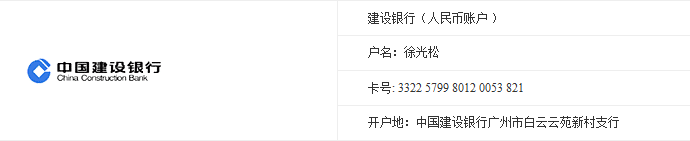 中国建设银行
China Construction Bank
建设银行（人民币账户 ）
户名：徐光松
卡号: 3322 5799 8012 0053 821
开户地：中国建设银行广州市白云云苑新村支行